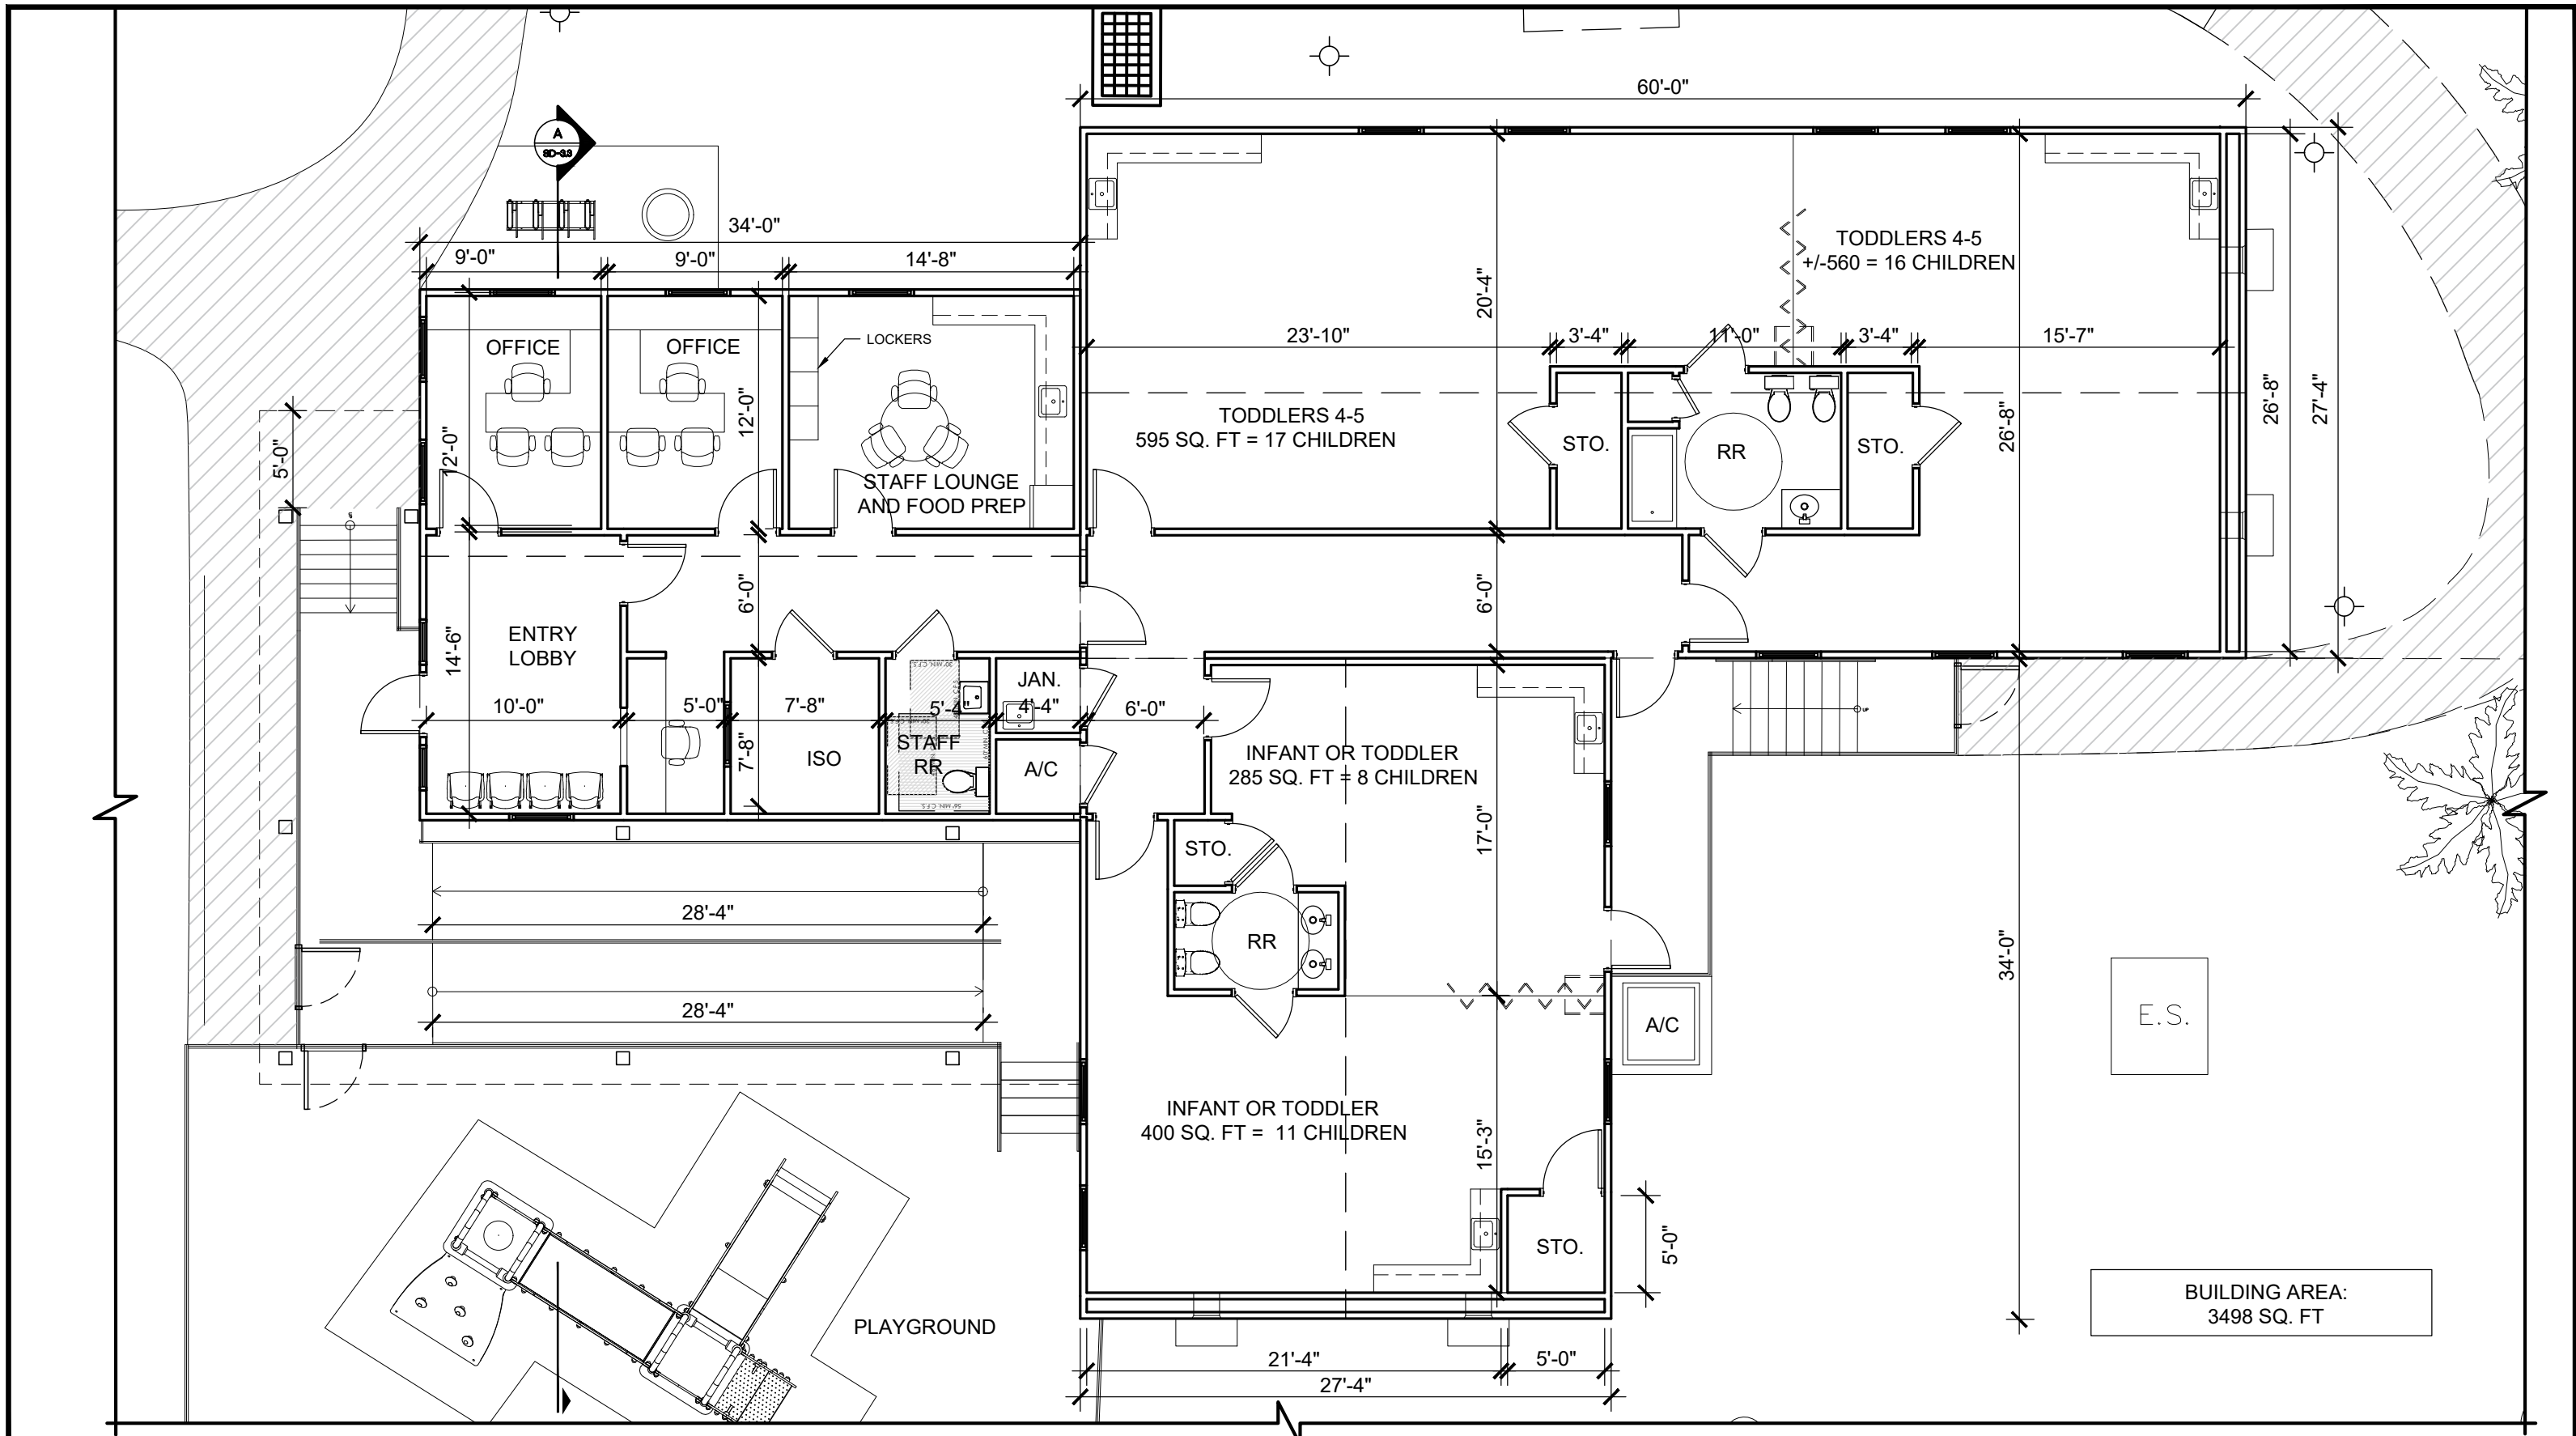 60'-0"
A
SD-3.3
34'-0"
9'-0"
9'-0"
14'-8"
TODDLERS 4-5
+/-560 = 16 CHILDREN
20'-4"
OFFICE
OFFICE
LOCKERS
23'-10"
3'-4"
11'-0"
3'-4"
15'-7"
26'-8"
27'-4"
12'-0"
12'-0"
5'-0"
TODDLERS 4-5
595 SQ. FT = 17 CHILDREN
STO.
RR
STO.
26'-8"
STAFF LOUNGE
AND FOOD PREP
6'-0"
6'-0"
ENTRY
LOBBY
14'-6"
10'-0"
5'-0"
7'-8"
5'-4"
JAN.
4'-4"
6'-0"
7'-8"
ISO
STAFF
RR
A/C
INFANT OR TODDLER
285 SQ. FT = 8 CHILDREN
17'-0"
STO.
28'-4"
RR
34'-0"
28'-4"
A/C
E.S.
INFANT OR TODDLER
400 SQ. FT = 11 CHILDREN
15'-3"
STO.
5'-0"
BUILDING AREA:
3498 SQ. FT
PLAYGROUND
21'-4"
5'-0"
27'-4"